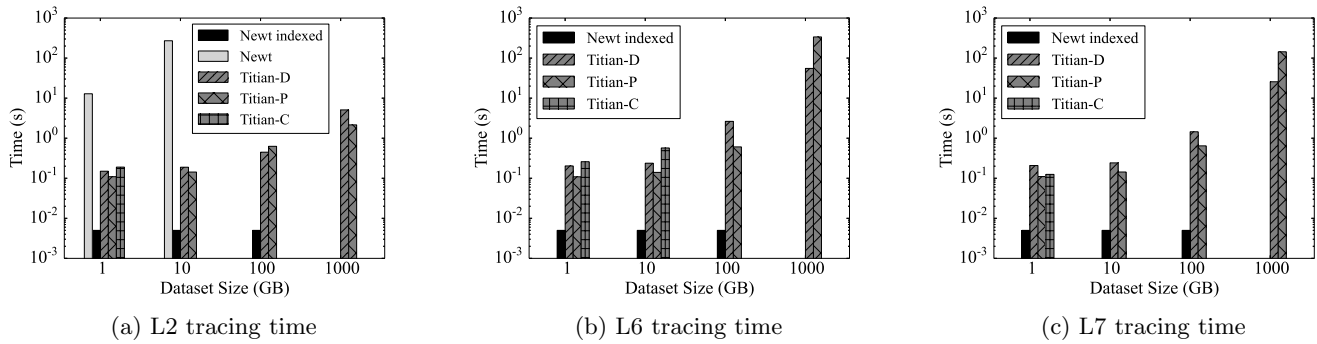 10³
10²
10¹
10⁰
10⁻¹
10⁻²
10⁻³
Time (s)
Newt indexed
Newt
Titian-D
Titian-P
Titian-C
1 10 100 1000
Dataset Size (GB)
(a) L2 tracing time
10³
10²
10¹
10⁰
10⁻¹
10⁻²
10⁻³
Time (s)
Newt indexed
Titian-D
Titian-P
Titian-C
1 10 100 1000
Dataset Size (GB)
(b) L6 tracing time
10³
10²
10¹
10⁰
10⁻¹
10⁻²
10⁻³
Time (s)
Newt indexed
Titian-D
Titian-P
Titian-C
1 10 100 1000
Dataset Size (GB)
(c) L7 tracing time